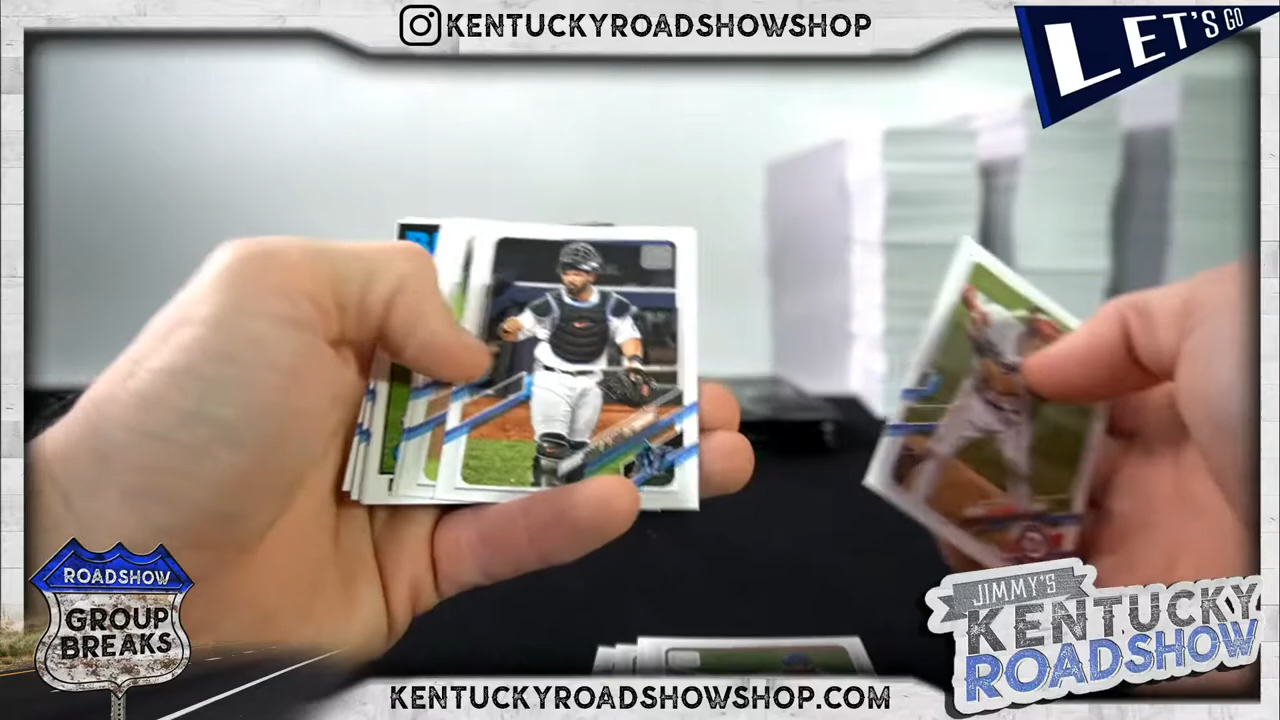 KENTUCKYROADSHOWSHOP
LET'S GO
ROADSHOW
GROUP
BREAKS
JIMMY'S
KENTUCKY
ROADSHOW
KENTUCKYROADSHOWSHOP.COM